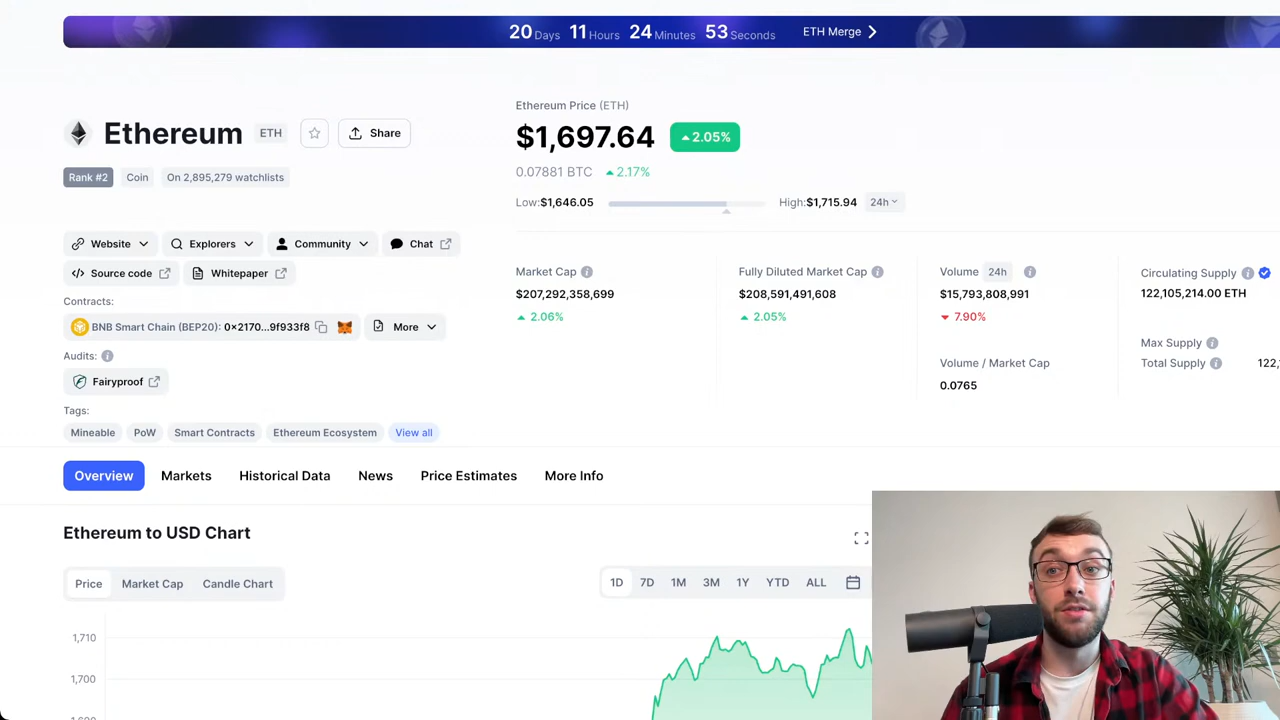 20 Days 11 Hours 24 Minutes 53 Seconds ETH Merge
Ethereum ETH Share
Rank #2 Coin On 2,895,279 watchlists
Website Explorers Community Chat
Source code Whitepaper
Contracts:
BNB Smart Chain (BEP20): 0x2170...9f933f8 More
Audits:
Fairyproof
Tags:
Mineable PoW Smart Contracts Ethereum Ecosystem View all
Ethereum Price (ETH)
$1,697.64 2.05%
0.07881 BTC 2.17%
Low:$1,646.05 High:$1,715.94 24h
Market Cap
$207,292,358,699
2.06%
Fully Diluted Market Cap
$208,591,491,608
2.05%
Volume 24h
$15,793,808,991
7.90%
Volume / Market Cap
0.0765
Circulating Supply
122,105,214.00 ETH
Max Supply
Total Supply 122,
Overview Markets Historical Data News Price Estimates More Info
Ethereum to USD Chart
Price Market Cap Candle Chart
1D 7D 1M 3M 1Y YTD ALL
1,710
1,700